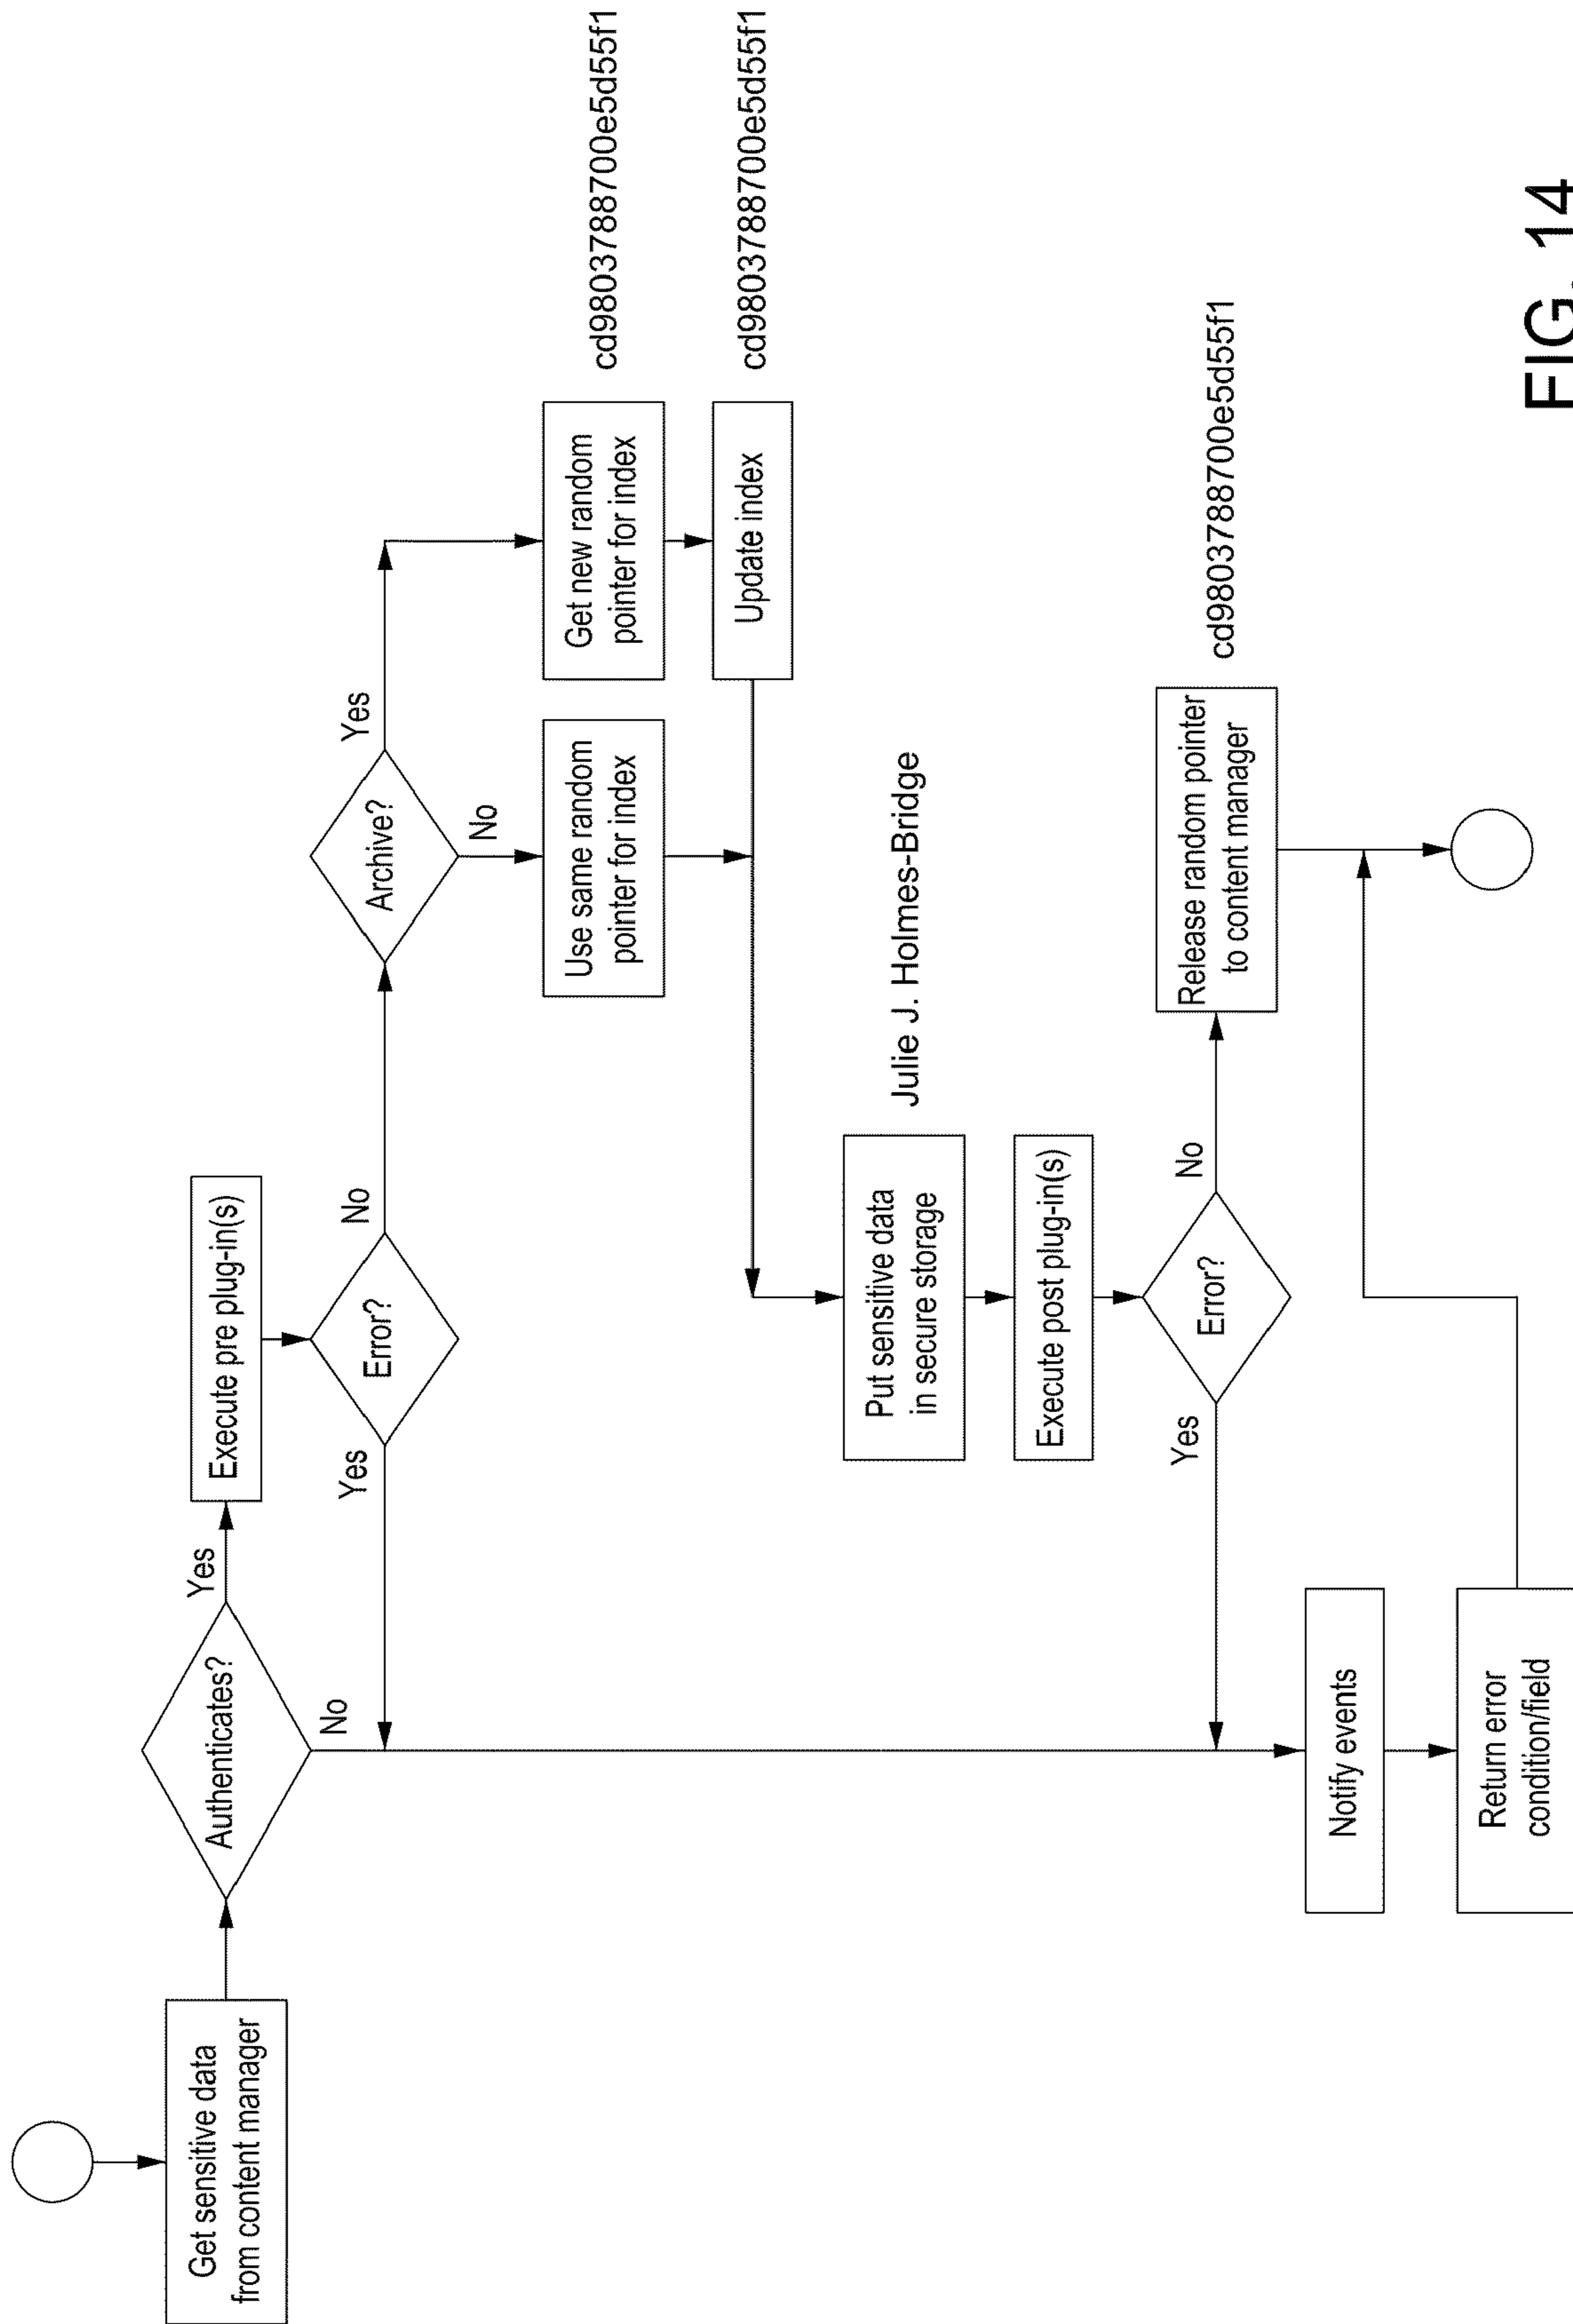 Get sensitive data
from content manager
Authenticates?
Yes
No
Execute pre plug-in(s)
Error?
Yes
No
Archive?
Yes
No
Use same random
pointer for index
Get new random
pointer for index
cd9803788700e5d55f1
Update index
cd9803788700e5d55f1
Put sensitive data
in secure storage
Julie J. Holmes-Bridge
Execute post plug-in(s)
Error?
Yes
No
Release random pointer
to content manager
cd9803788700e5d55f1
Notify events
Return error
condition/field
FIG. 14